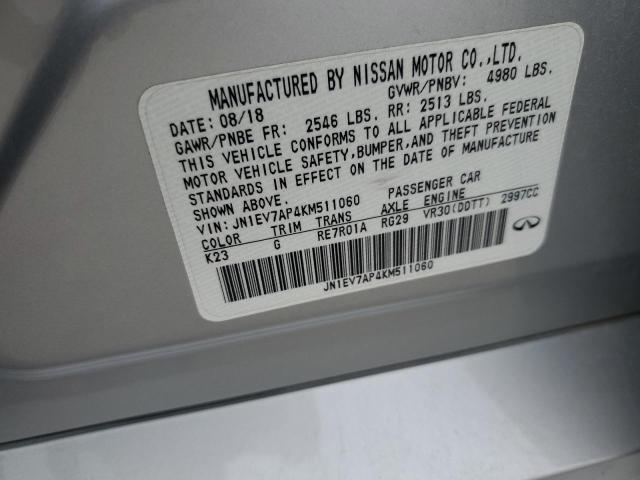 MANUFACTURED BY NISSAN MOTOR CO.,LTD.
DATE: 08/18 GVWR/PNBV: 4980 LBS.
GAWR/PNBE FR: 2546 LBS. RR: 2513 LBS.
THIS VEHICLE CONFORMS TO ALL APPLICABLE FEDERAL
MOTOR VEHICLE SAFETY,BUMPER,AND THEFT PREVENTION
STANDARDS IN EFFECT ON THE DATE OF MANUFACTURE
SHOWN ABOVE.
VIN: JN1EV7AP4KM511060 PASSENGER CAR
COLOR TRIM TRANS AXLE ENGINE
K23 G RE7R01A RG29 VR30(DDTT) 2997CC
JN1EV7AP4KM511060